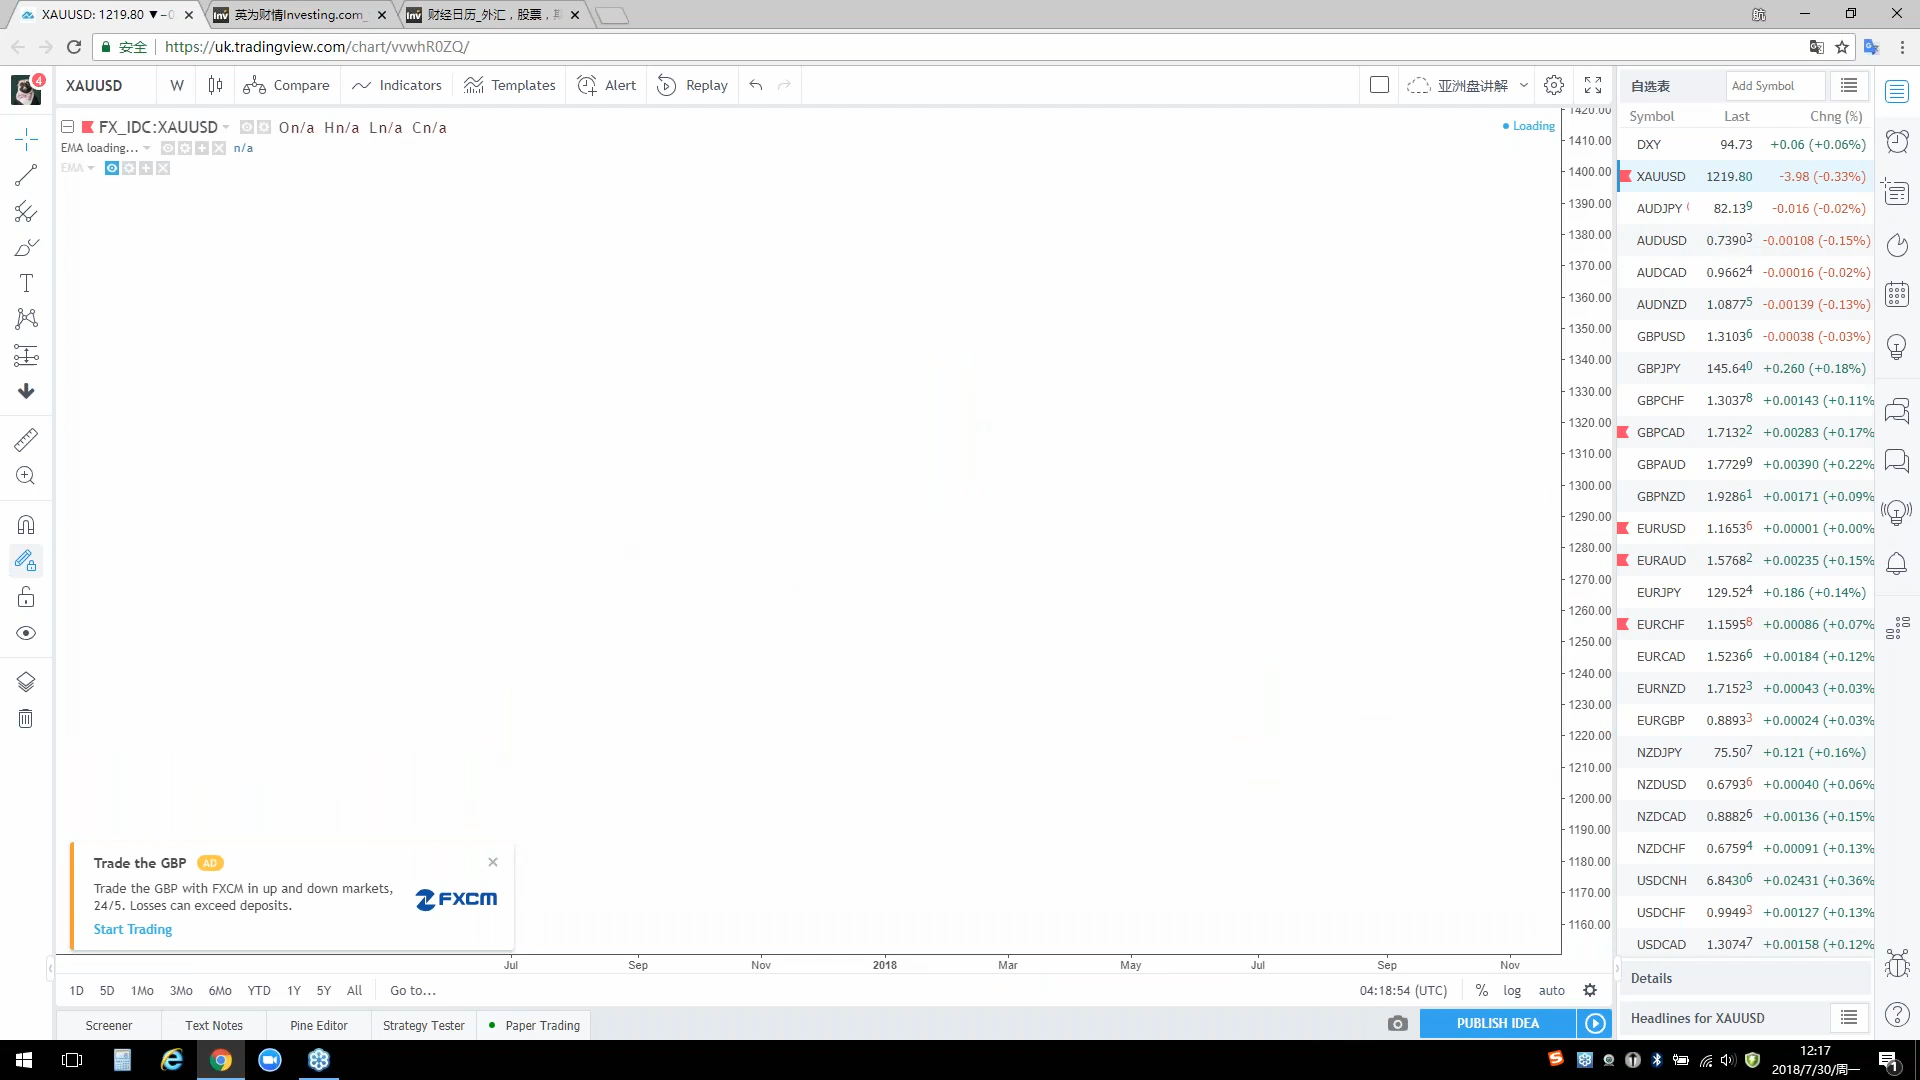 XAUUSD: 1219.80 ▼ −0
英为财情Investing.com_
财经日历_外汇，股票，
航
安全 https://uk.tradingview.com/chart/vvwhR0ZQ/
4
XAUUSD W Compare Indicators Templates Alert Replay 亚洲盘讲解
自选表 Add Symbol
FX_IDC:XAUUSD On/a Hn/a Ln/a Cn/a
Loading
EMA loading... n/a
EMA
Symbol Last Chng (%)
DXY 94.73 +0.06 (+0.06%)
XAUUSD 1219.80 -3.98 (-0.33%)
AUDJPY 82.139 -0.016 (-0.02%)
AUDUSD 0.73903 -0.00108 (-0.15%)
AUDCAD 0.96624 -0.00016 (-0.02%)
AUDNZD 1.08775 -0.00139 (-0.13%)
GBPUSD 1.31036 -0.00038 (-0.03%)
GBPJPY 145.640 +0.260 (+0.18%)
GBPCHF 1.30378 +0.00143 (+0.11%
GBPCAD 1.71322 +0.00283 (+0.17%
GBPAUD 1.77299 +0.00390 (+0.22%
GBPNZD 1.92861 +0.00171 (+0.09%
EURUSD 1.16536 +0.00001 (+0.00%
EURAUD 1.57682 +0.00235 (+0.15%
EURJPY 129.524 +0.186 (+0.14%)
EURCHF 1.15958 +0.00086 (+0.07%
EURCAD 1.52366 +0.00184 (+0.12%
EURNZD 1.71523 +0.00043 (+0.03%
EURGBP 0.88933 +0.00024 (+0.03%
NZDJPY 75.507 +0.121 (+0.16%)
NZDUSD 0.67936 +0.00040 (+0.06%
NZDCAD 0.88826 +0.00136 (+0.15%
NZDCHF 0.67594 +0.00091 (+0.13%
USDCNH 6.84306 +0.02431 (+0.36%
USDCHF 0.99493 +0.00127 (+0.13%
USDCAD 1.30747 +0.00158 (+0.12%
1420.00
1410.00
1400.00
1390.00
1380.00
1370.00
1360.00
1350.00
1340.00
1330.00
1320.00
1310.00
1300.00
1290.00
1280.00
1270.00
1260.00
1250.00
1240.00
1230.00
1220.00
1210.00
1200.00
1190.00
1180.00
1170.00
1160.00
Trade the GBP AD
Trade the GBP with FXCM in up and down markets,
24/5. Losses can exceed deposits.
Start Trading
FXCM
Jul Sep Nov 2018 Mar May Jul Sep Nov
1D 5D 1Mo 3Mo 6Mo YTD 1Y 5Y All Go to...
04:18:54 (UTC) % log auto
Details
Screener Text Notes Pine Editor Strategy Tester Paper Trading
PUBLISH IDEA
Headlines for XAUUSD
12:17
2018/7/30/周一
1